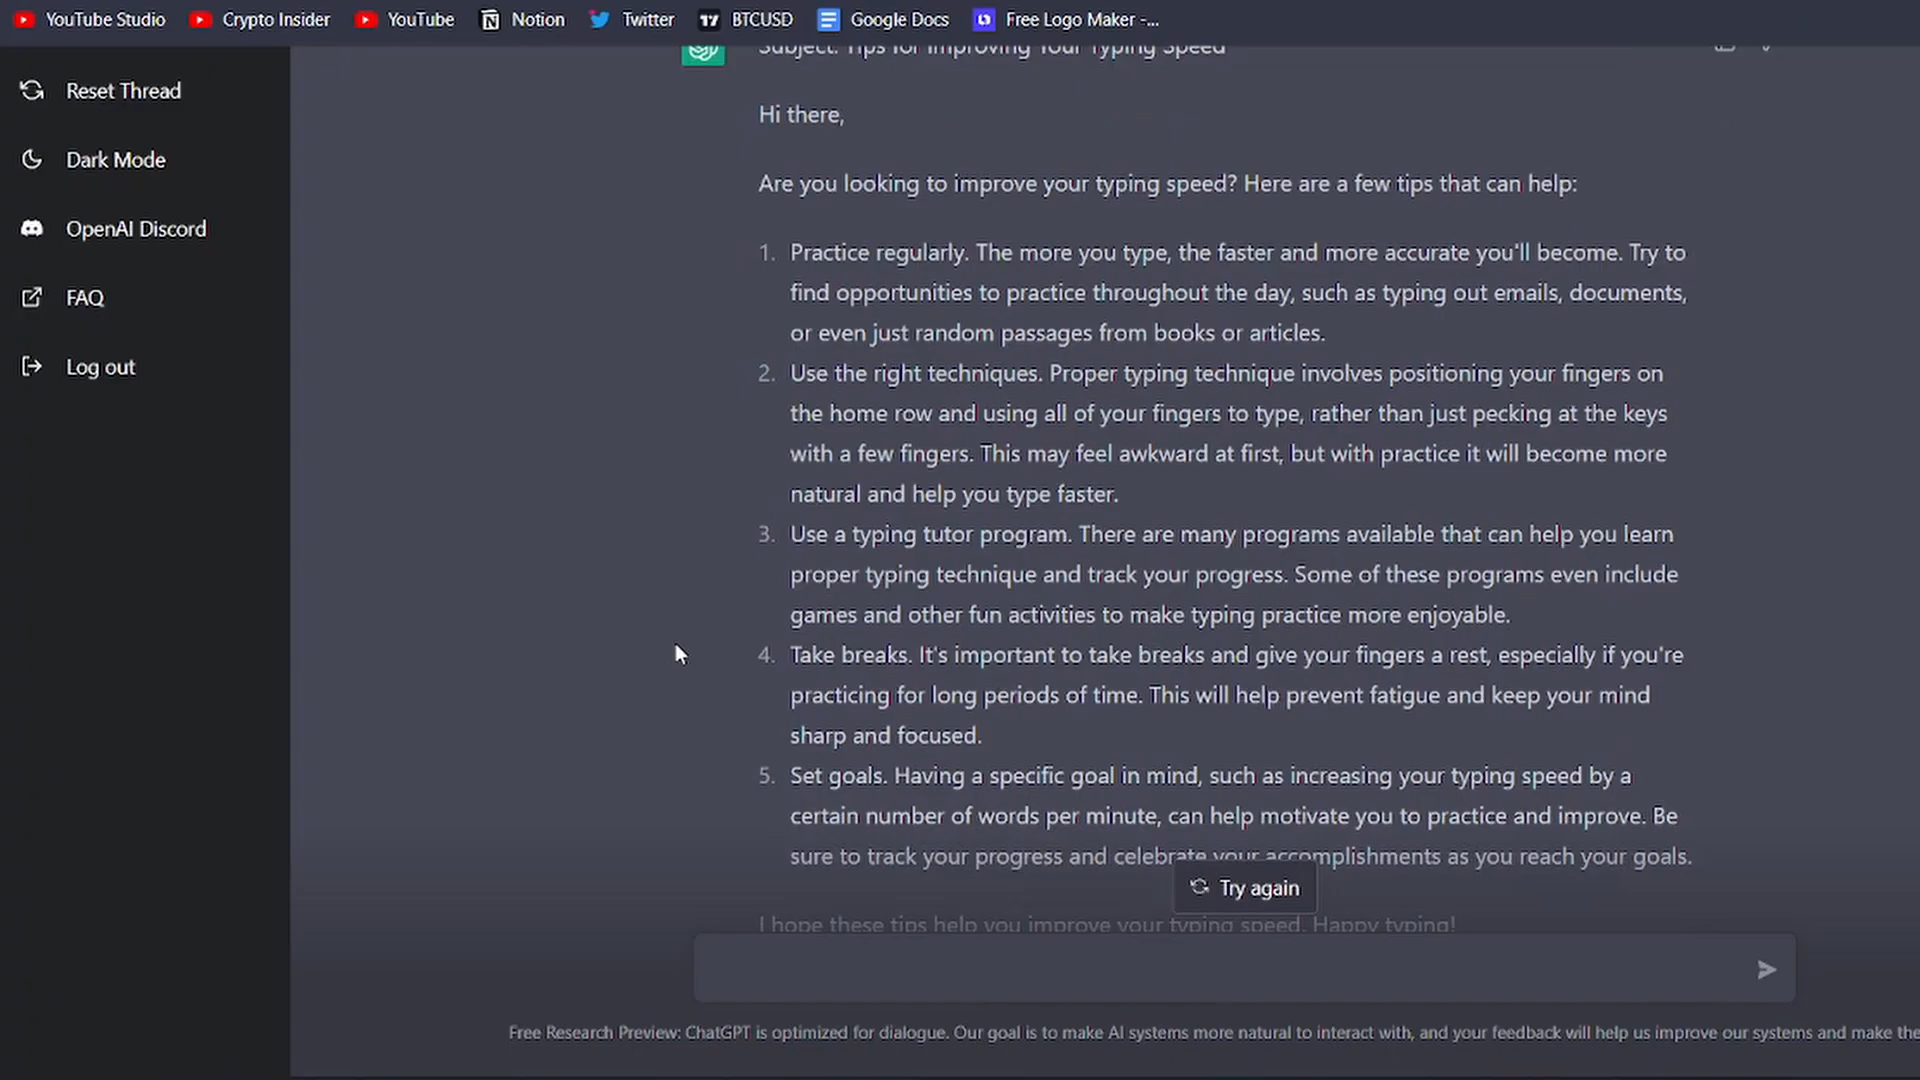 YouTube Studio Crypto Insider YouTube Notion Twitter BTCUSD Google Docs Free Logo Maker -...
Reset Thread
Dark Mode
OpenAI Discord
FAQ
Log out
Subject: Tips for Improving Your Typing Speed
Hi there,
Are you looking to improve your typing speed? Here are a few tips that can help:
1. Practice regularly. The more you type, the faster and more accurate you'll become. Try to
find opportunities to practice throughout the day, such as typing out emails, documents,
or even just random passages from books or articles.
2. Use the right techniques. Proper typing technique involves positioning your fingers on
the home row and using all of your fingers to type, rather than just pecking at the keys
with a few fingers. This may feel awkward at first, but with practice it will become more
natural and help you type faster.
3. Use a typing tutor program. There are many programs available that can help you learn
proper typing technique and track your progress. Some of these programs even include
games and other fun activities to make typing practice more enjoyable.
4. Take breaks. It's important to take breaks and give your fingers a rest, especially if you're
practicing for long periods of time. This will help prevent fatigue and keep your mind
sharp and focused.
5. Set goals. Having a specific goal in mind, such as increasing your typing speed by a
certain number of words per minute, can help motivate you to practice and improve. Be
sure to track your progress and celebrate your accomplishments as you reach your goals.
Try again
I hope these tips help you improve your typing speed. Happy typing!
Free Research Preview: ChatGPT is optimized for dialogue. Our goal is to make AI systems more natural to interact with, and your feedback will help us improve our systems and make the